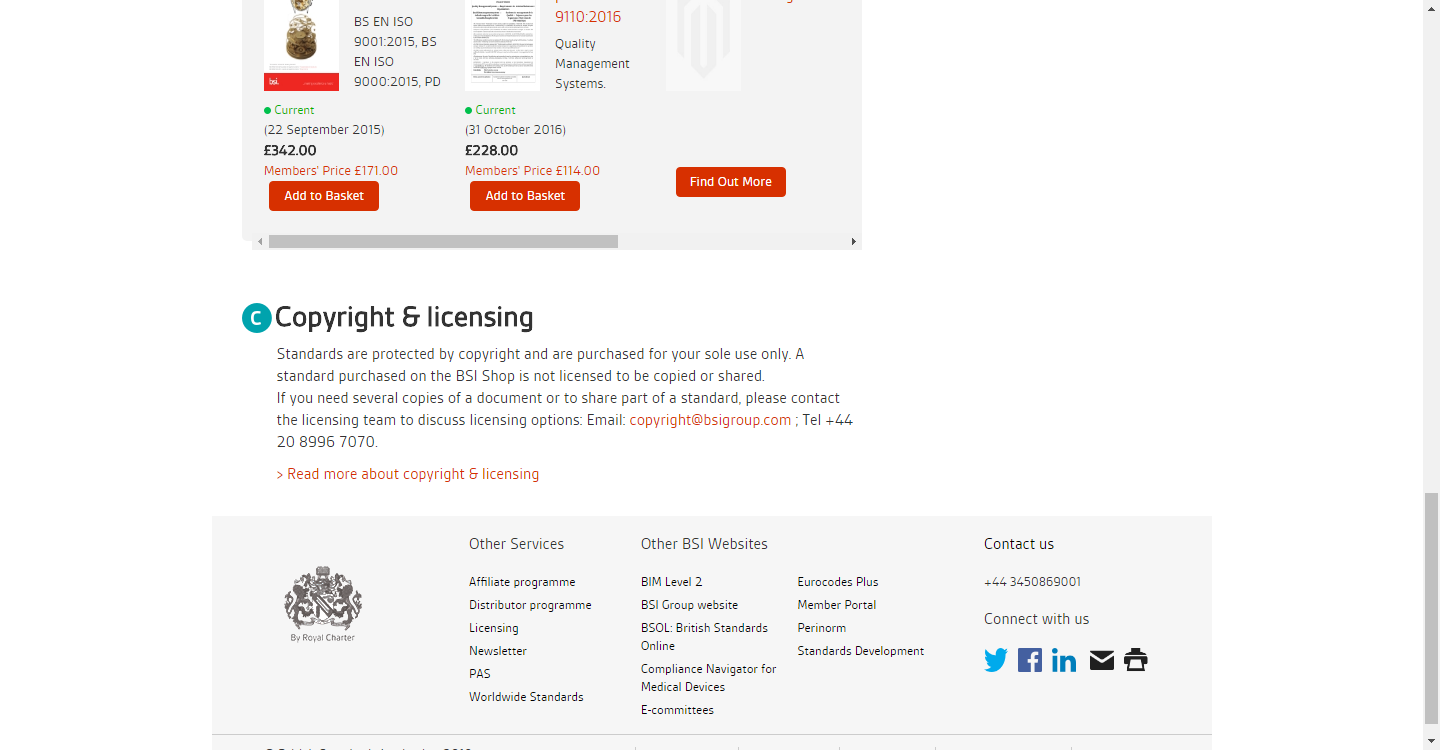 BS EN ISO
9001:2015, BS
EN ISO
9000:2015, PD
bsi.
Current
(22 September 2015)
£342.00
Members' Price £171.00
Add to Basket
9110:2016
Quality
Management
Systems.
Current
(31 October 2016)
£228.00
Members' Price £114.00
Add to Basket
Find Out More
C Copyright & licensing
Standards are protected by copyright and are purchased for your sole use only. A
standard purchased on the BSI Shop is not licensed to be copied or shared.
If you need several copies of a document or to share part of a standard, please contact
the licensing team to discuss licensing options: Email: copyright@bsigroup.com ; Tel +44
20 8996 7070.
> Read more about copyright & licensing
By Royal Charter
Other Services
Affiliate programme
Distributor programme
Licensing
Newsletter
PAS
Worldwide Standards
Other BSI Websites
BIM Level 2
BSI Group website
BSOL: British Standards
Online
Compliance Navigator for
Medical Devices
E-committees
Eurocodes Plus
Member Portal
Perinorm
Standards Development
Contact us
+44 3450869001
Connect with us